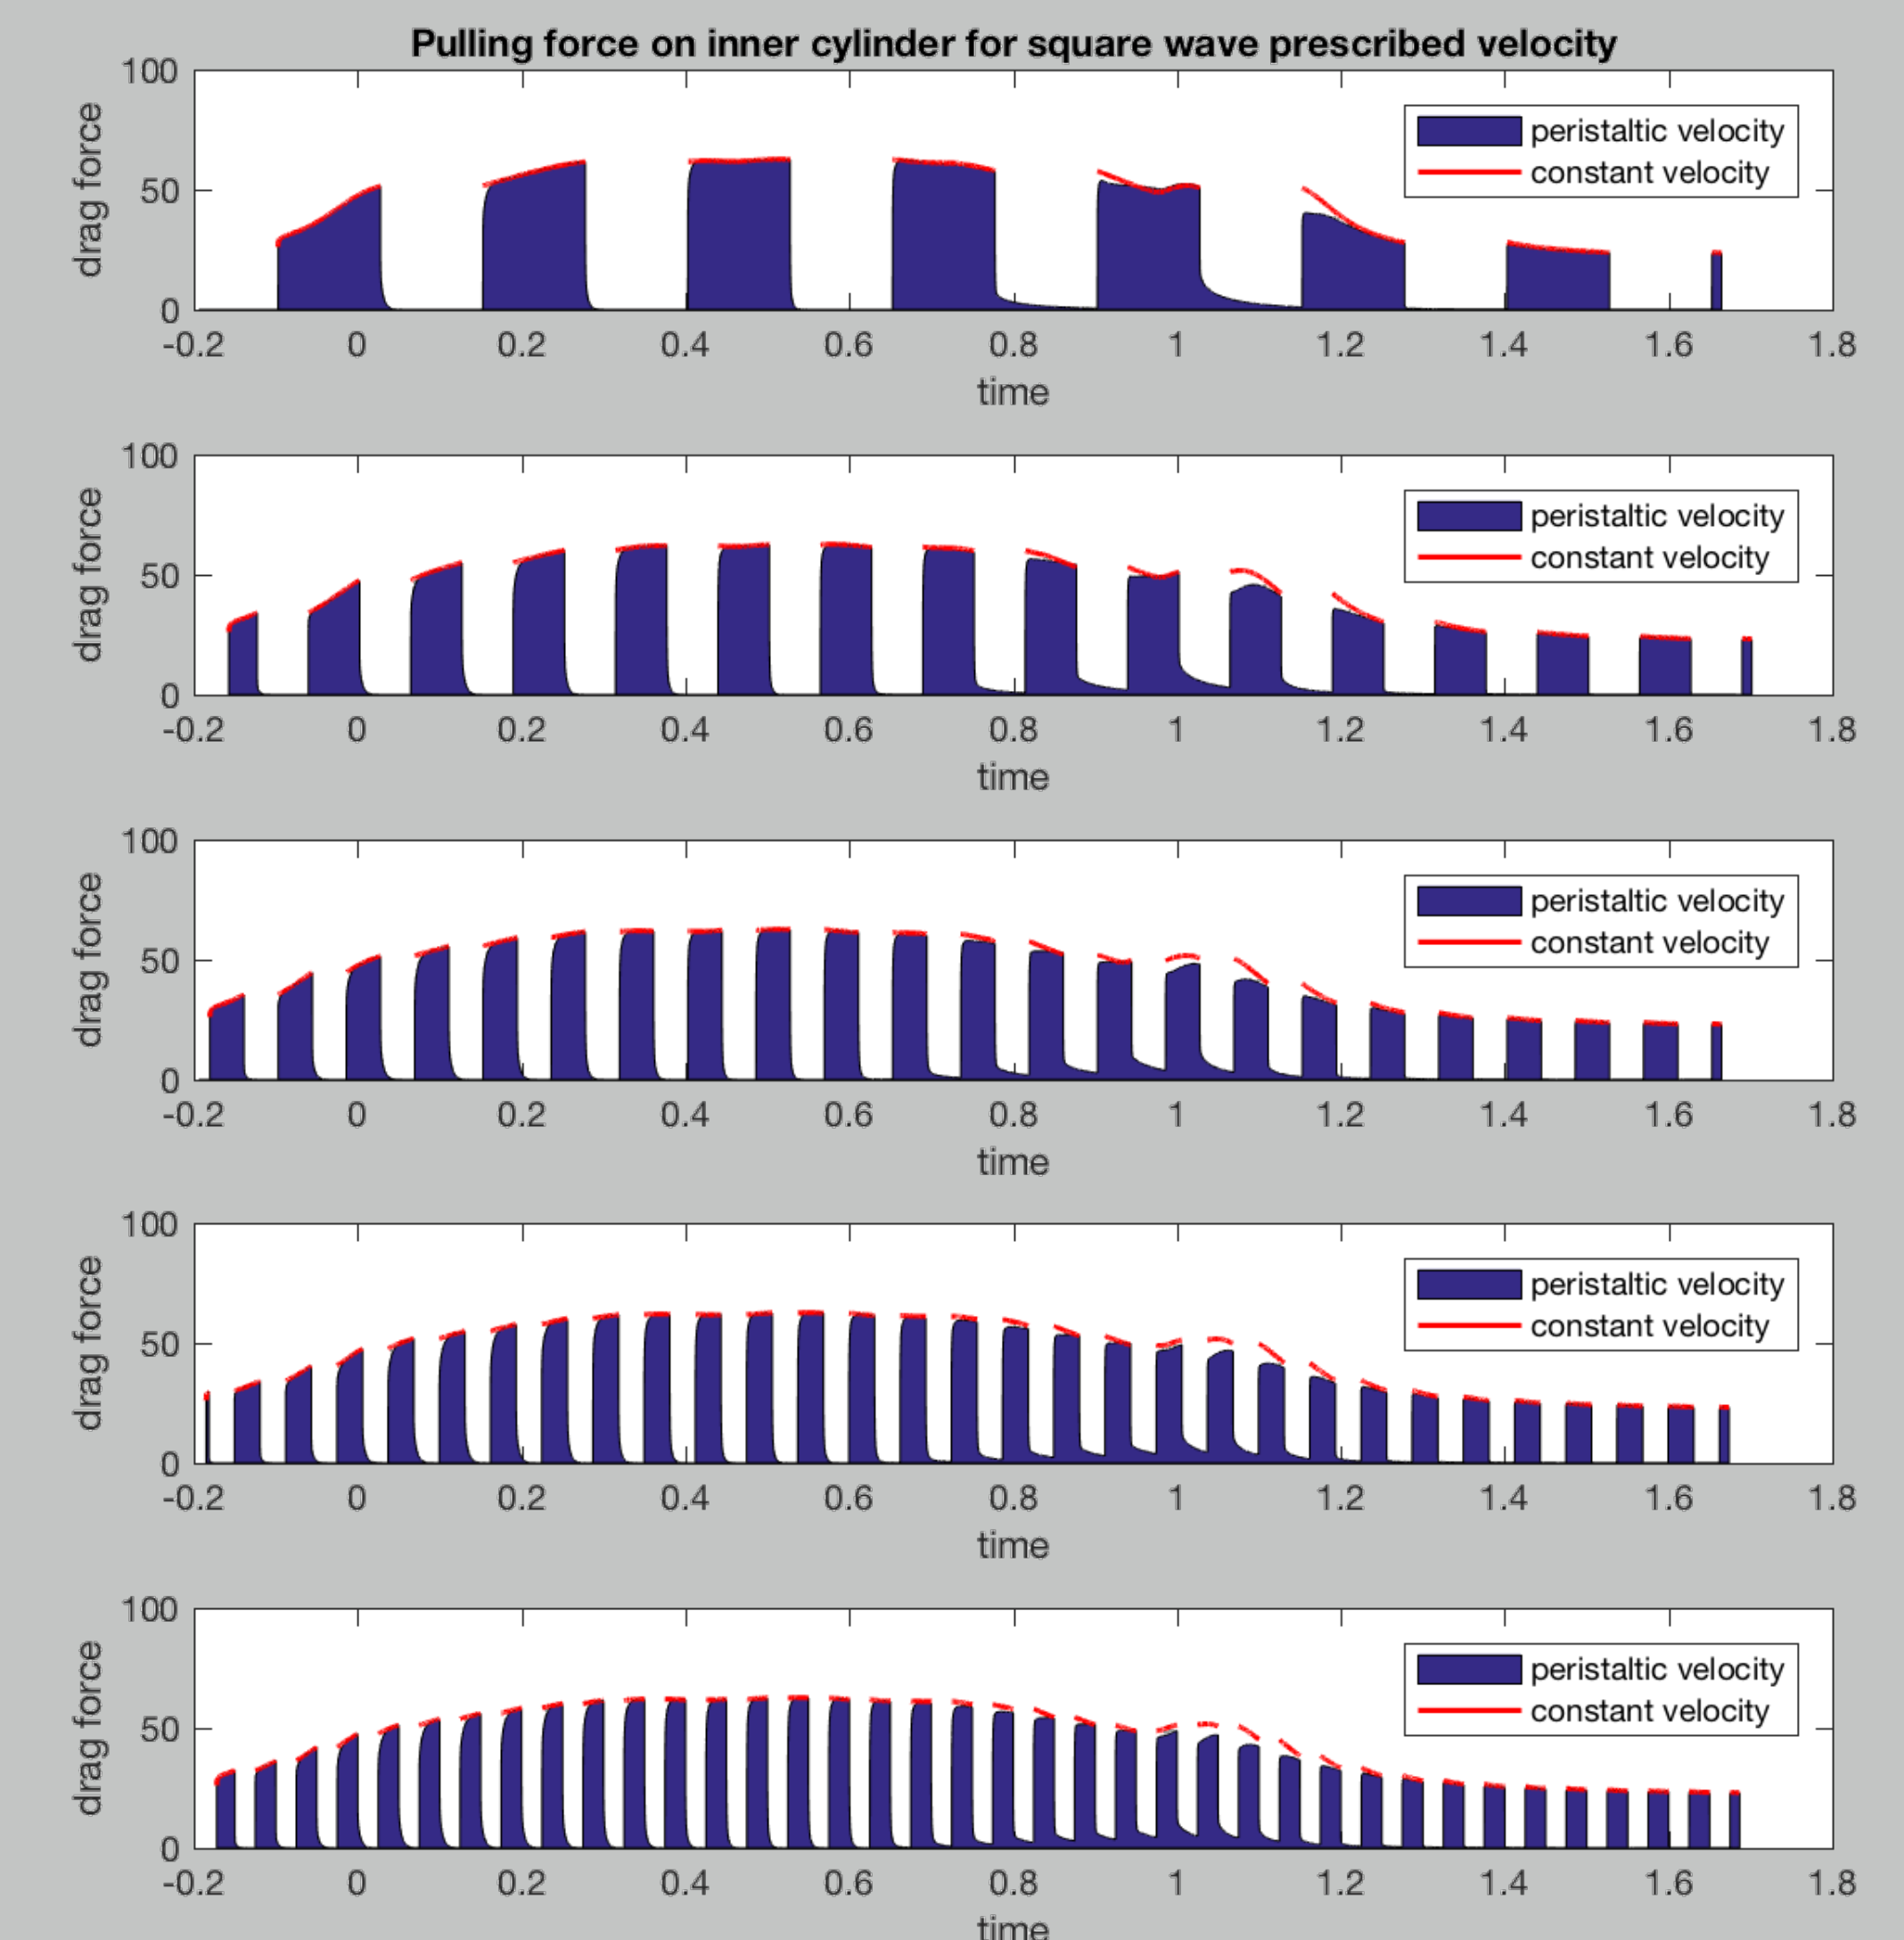 Pulling force on inner cylinder for square wave prescribed velocity
100
50
0
drag force
peristaltic velocity
constant velocity
-0.2 0 0.2 0.4 0.6 0.8 1 1.2 1.4 1.6 1.8
time
100
50
0
drag force
peristaltic velocity
constant velocity
-0.2 0 0.2 0.4 0.6 0.8 1 1.2 1.4 1.6 1.8
time
100
50
0
drag force
peristaltic velocity
constant velocity
-0.2 0 0.2 0.4 0.6 0.8 1 1.2 1.4 1.6 1.8
time
100
50
0
drag force
peristaltic velocity
constant velocity
-0.2 0 0.2 0.4 0.6 0.8 1 1.2 1.4 1.6 1.8
time
100
50
0
drag force
peristaltic velocity
constant velocity
-0.2 0 0.2 0.4 0.6 0.8 1 1.2 1.4 1.6 1.8
time